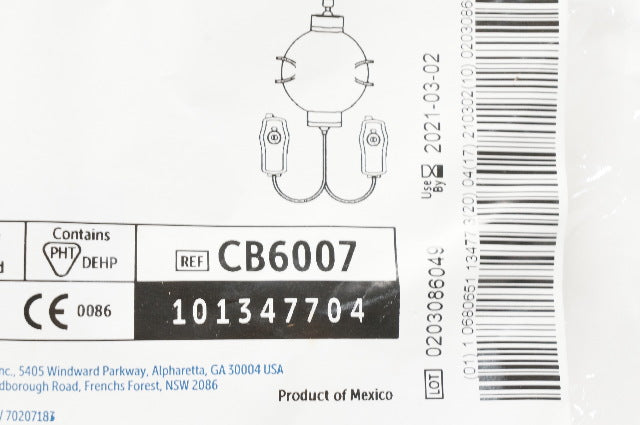 Contains
PHT DEHP
REF CB6007
CE 0086
101347704
nc., 5405 Windward Parkway, Alpharetta, GA 30004 USA
dborough Road, Frenchs Forest, NSW 2086
Product of Mexico
Use By 2021-03-02
LOT 0203086049